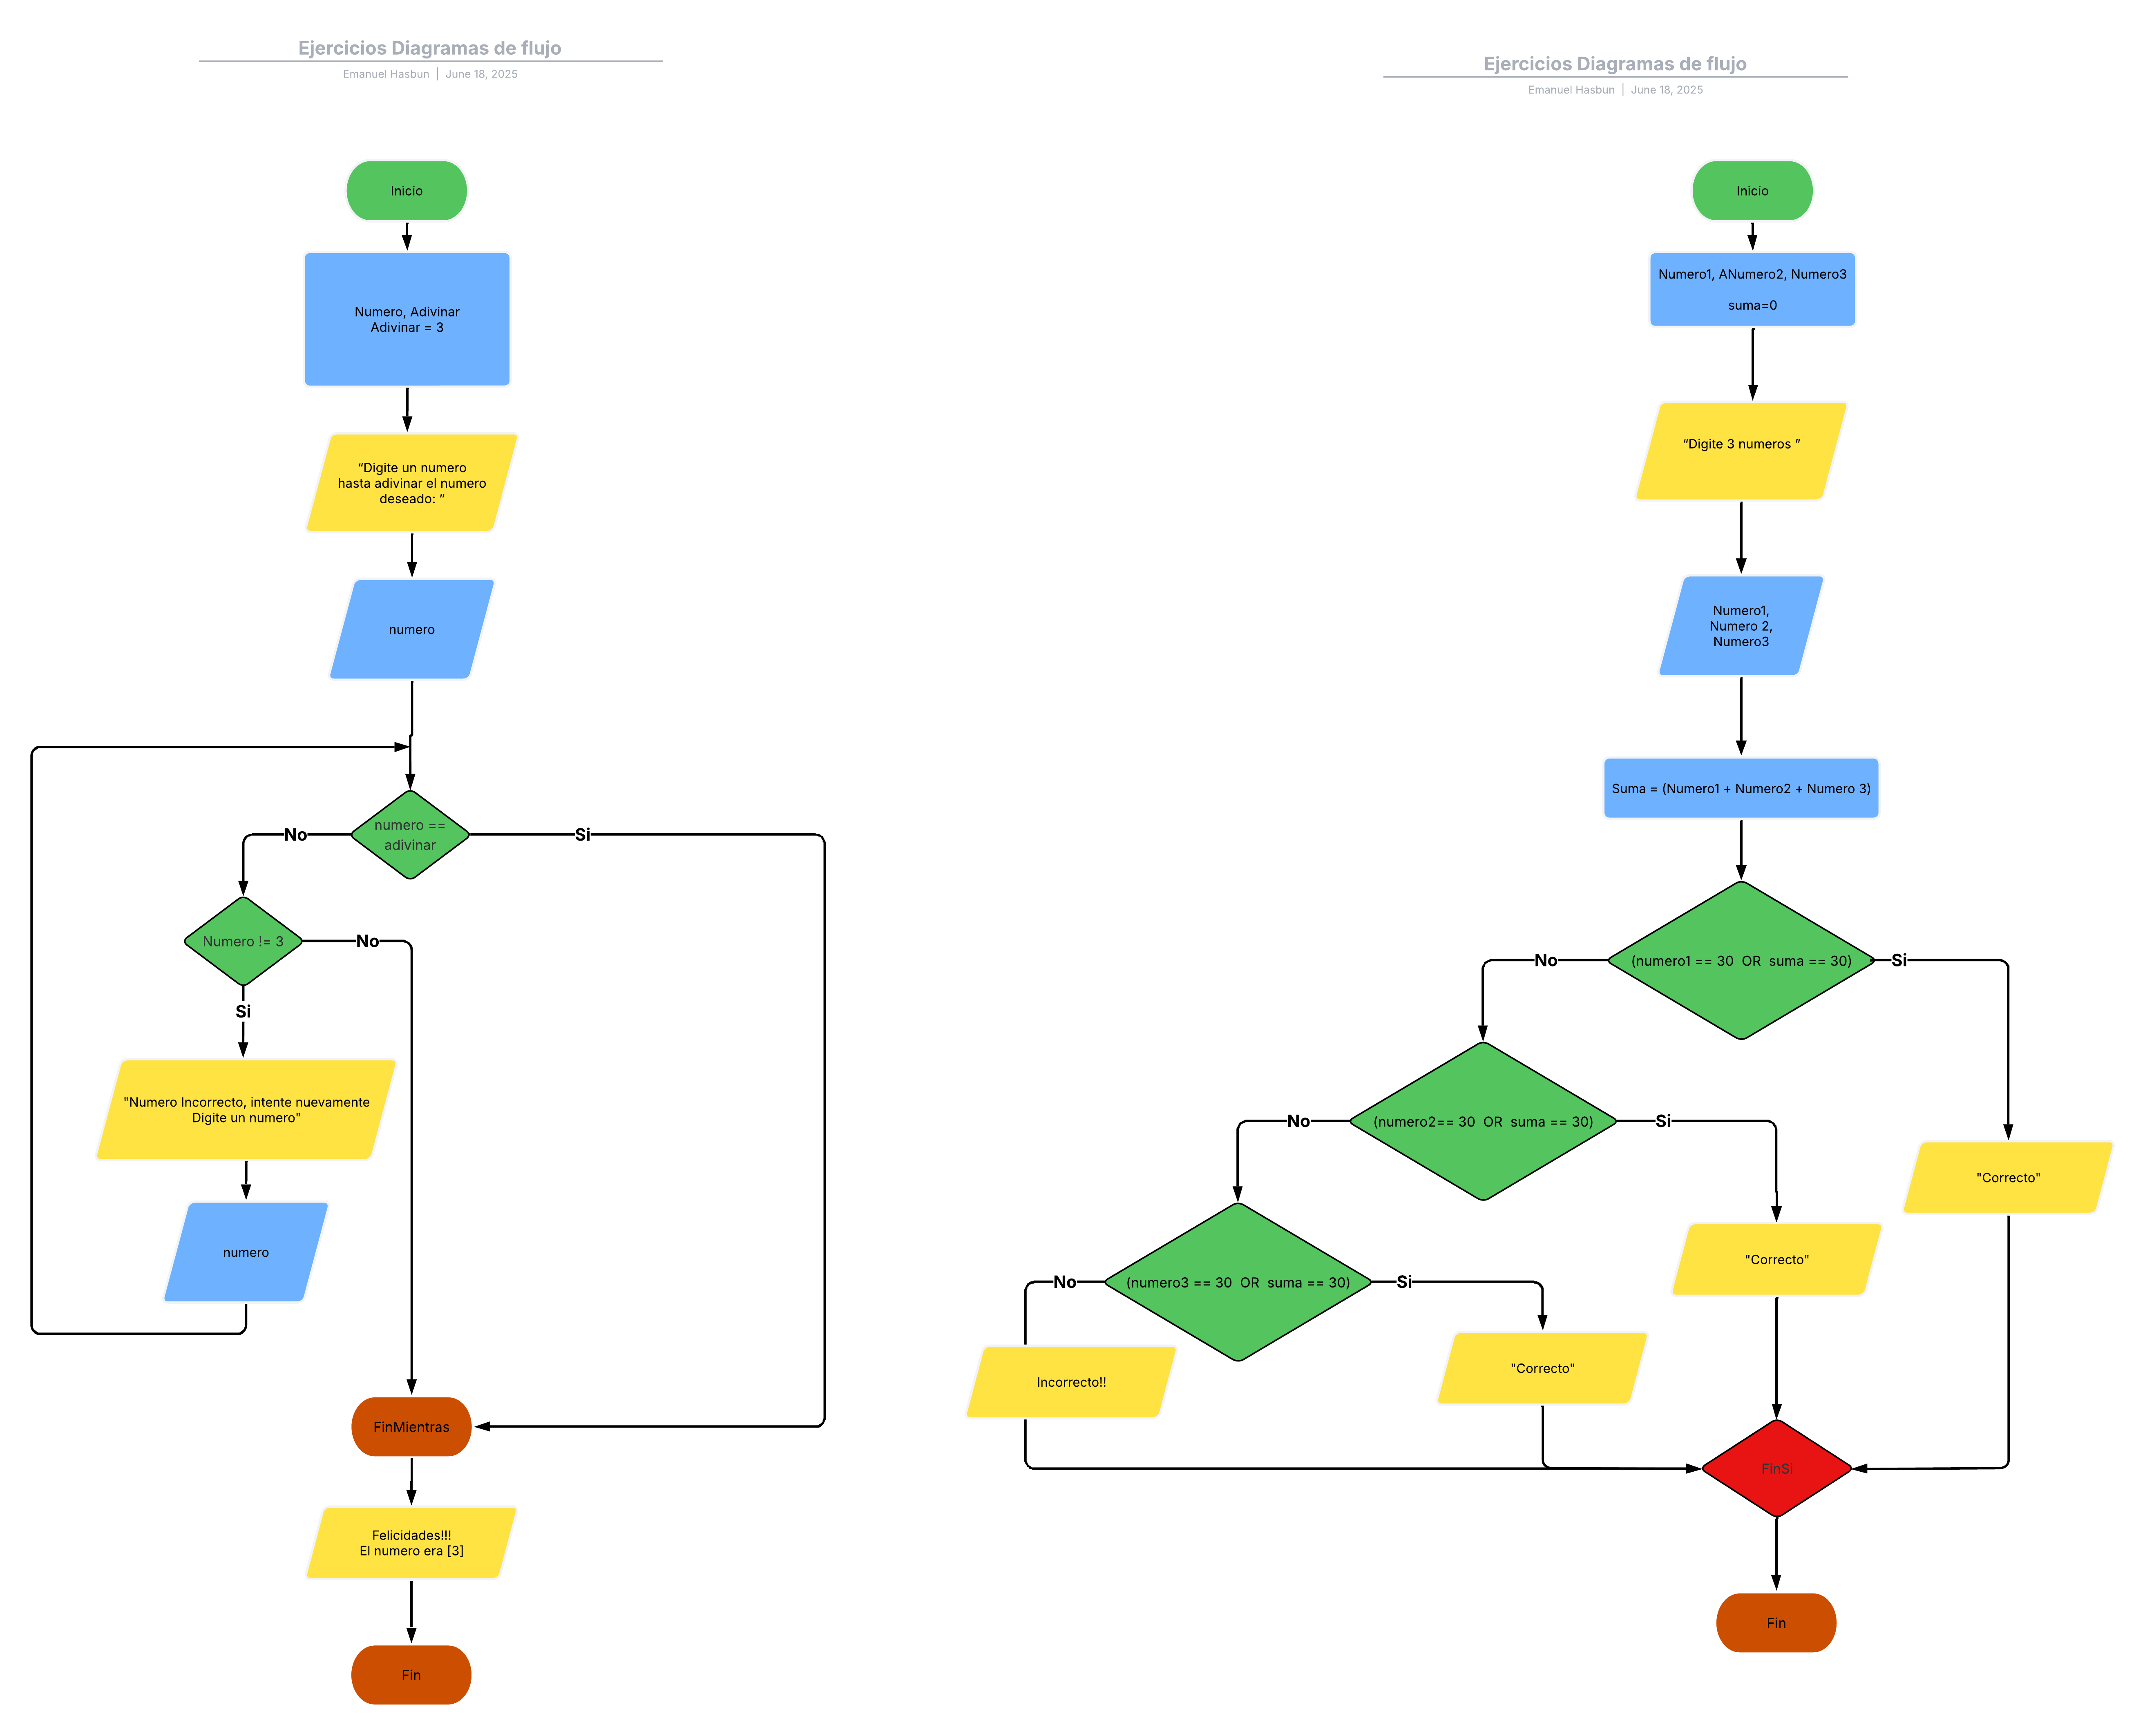 Ejercicios Diagramas de flujo
Emanuel Hasbun | June 18, 2025
Inicio
Numero, Adivinar
Adivinar = 3
“Digite un numero
hasta adivinar el numero
deseado: ”
numero
numero ==
adivinar
No
Si
Numero != 3
No
Si
"Numero Incorrecto, intente nuevamente
Digite un numero"
numero
FinMientras
Felicidades!!!
El numero era [3]
Fin
Ejercicios Diagramas de flujo
Emanuel Hasbun | June 18, 2025
Inicio
Numero1, ANumero2, Numero3
suma=0
“Digite 3 numeros ”
Numero1,
Numero 2,
Numero3
Suma = (Numero1 + Numero2 + Numero 3)
(numero1 == 30 OR suma == 30)
No
Si
(numero2== 30 OR suma == 30)
No
Si
"Correcto"
"Correcto"
(numero3 == 30 OR suma == 30)
No
Si
"Correcto"
Incorrecto!!
FinSi
Fin